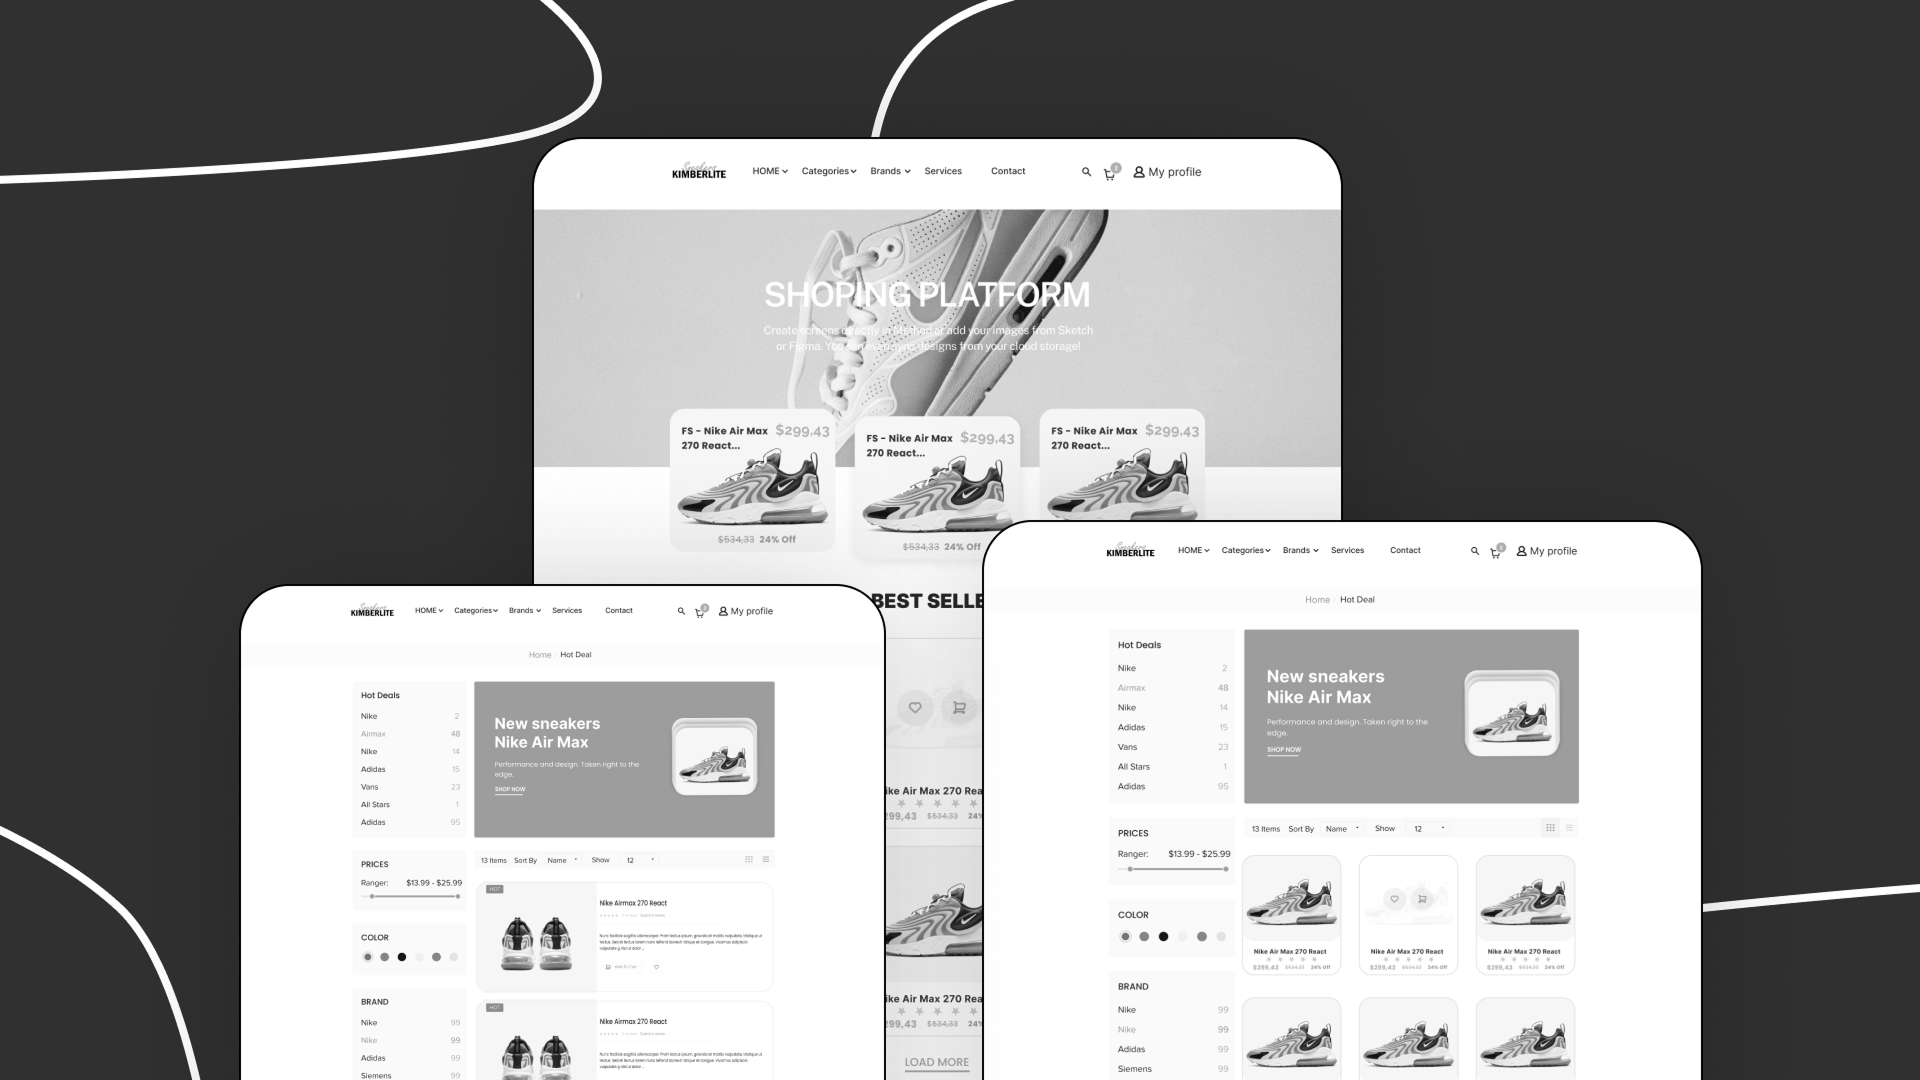 Sneakers
KIMBERLITE
HOME Categories Brands Services Contact 2 My profile
SHOPING PLATFORM
Create screens directly in Method or add your images from Sketch
or Figma. You can even sync designs from your cloud storage!
FS - Nike Air Max $299,43
270 React...
$534,33 24% Off
FS - Nike Air Max $299,43
270 React...
$534,33 24% Off
FS - Nike Air Max $299,43
270 React...
BEST SELLE
ike Air Max 270 Rea
299,43 $534,33 24%
ike Air Max 270 Rea
299,43 $534,33 24%
LOAD MORE
Sneakers
KIMBERLITE
HOME Categories Brands Services Contact My profile
Home / Hot Deal
Hot Deals
Nike 2
Airmax 48
Nike 14
Adidas 15
Vans 23
All Stars 1
Adidas 95
New sneakers
Nike Air Max
Performance and design. Taken right to the
edge.
SHOP NOW
PRICES
Ranger: $13.99 - $25.99
COLOR
BRAND
Nike 99
Nike 99
Adidas 99
Siemens 99
13 Items Sort By Name Show 12
HOT
Nike Airmax 270 React
Submit a review
Add To Cart
HOT
Nike Airmax 270 React
Submit a review
Sneakers
KIMBERLITE
HOME Categories Brands Services Contact My profile
Home / Hot Deal
Hot Deals
Nike 2
Airmax 48
Nike 14
Adidas 15
Vans 23
All Stars 1
Adidas 95
New sneakers
Nike Air Max
Performance and design. Taken right to the
edge.
SHOP NOW
PRICES
Ranger: $13.99 - $25.99
COLOR
BRAND
Nike 99
Nike 99
Adidas 99
Siemens 99
13 Items Sort By Name Show 12
Nike Air Max 270 React
$299,43 $534,33 24% Off
Nike Air Max 270 React
$299,43 $534,33 24% Off
Nike Air Max 270 React
$299,43 $534,33 24% Off